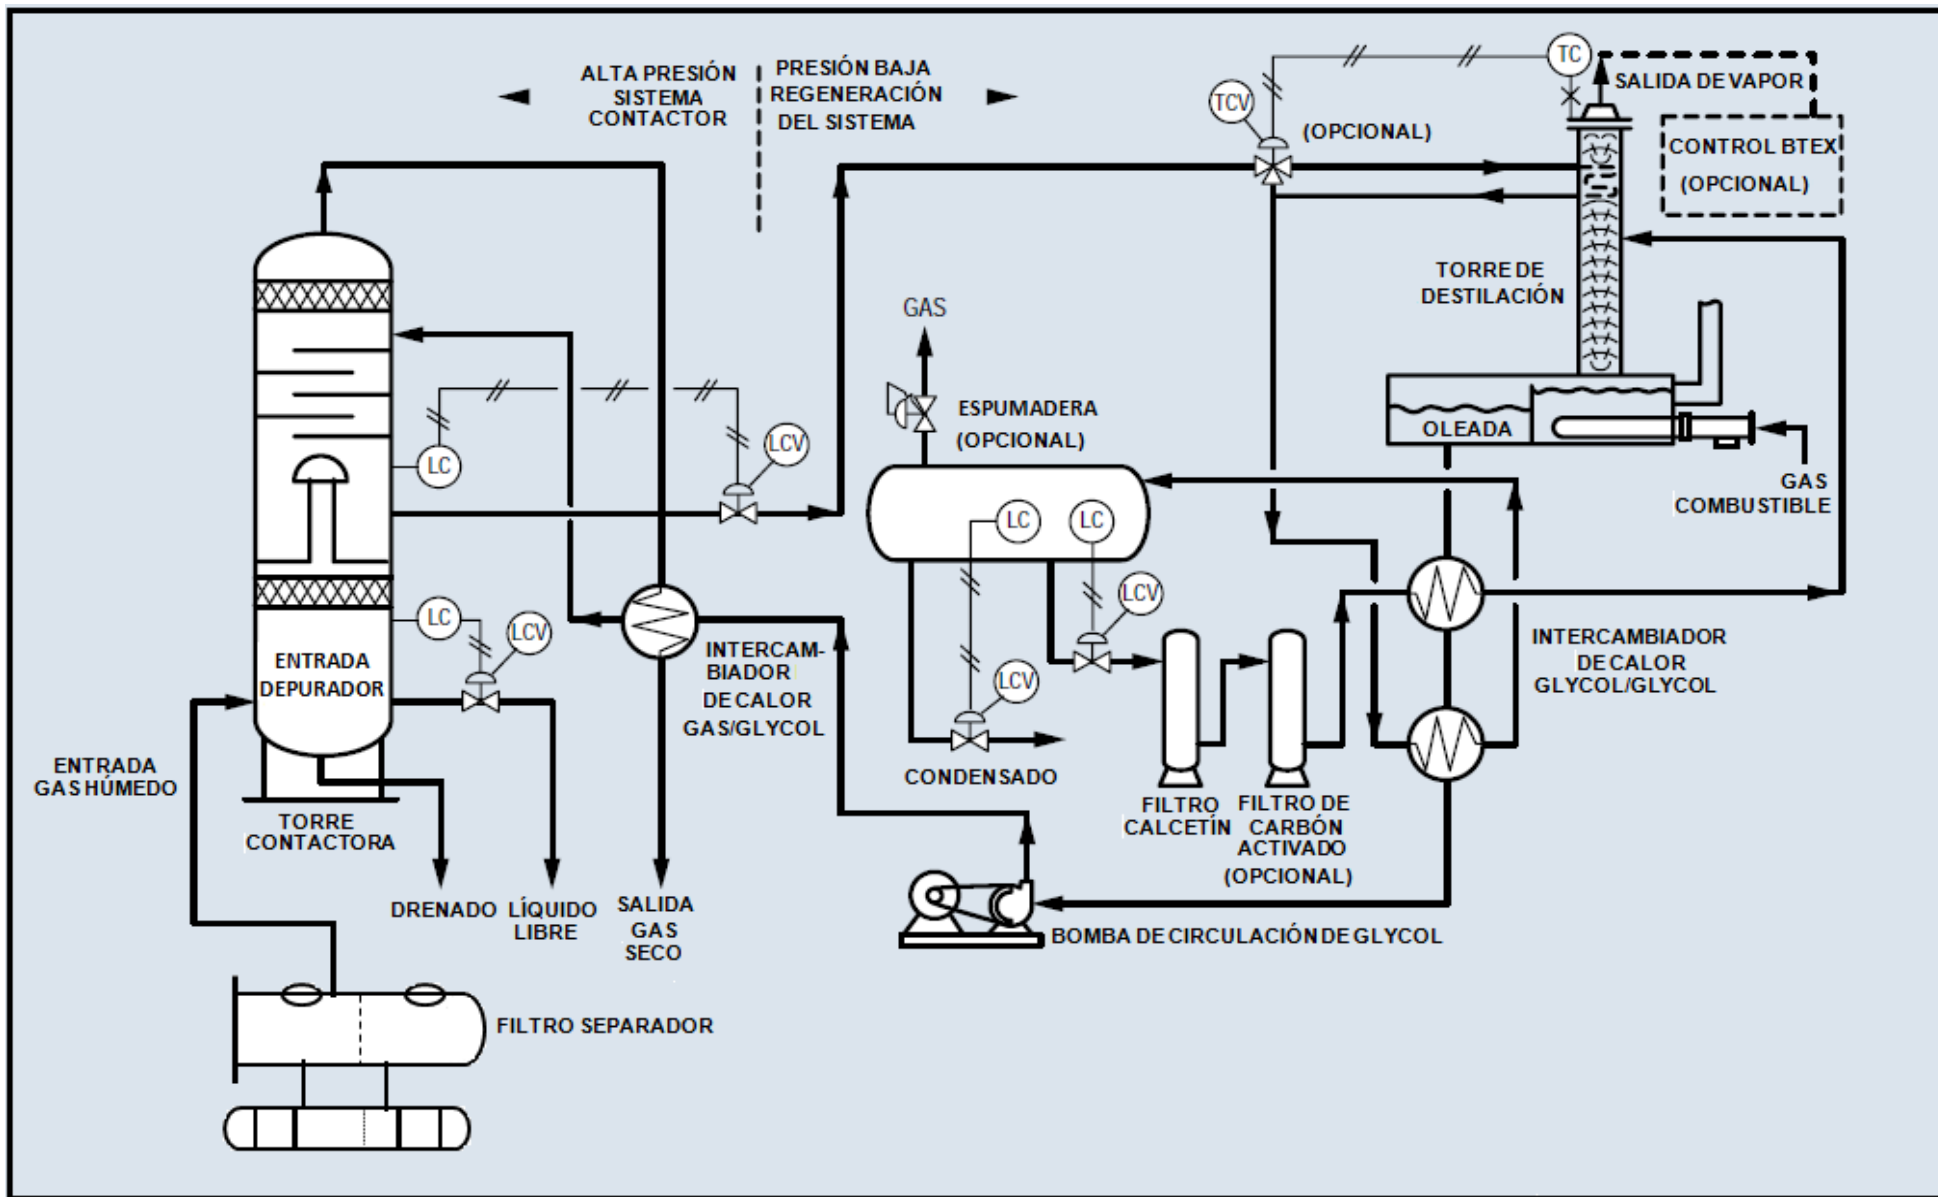 ALTA PRESIÓN
SISTEMA
CONTACTOR
PRESIÓN BAJA
REGENERACIÓN
DEL SISTEMA
TC
SALIDA DE VAPOR
TCV
(OPCIONAL)
CONTROL BTEX
(OPCIONAL)
TORRE DE
DESTILACIÓN
GAS
ESPUMADERA
(OPCIONAL)
LC
LCV
OLEADA
GAS
COMBUSTIBLE
LC
LC
LCV
LC
LCV
ENTRADA
DEPURADOR
INTERCAM-
BIADOR
DE CALOR
GAS/GLYCOL
LCV
INTERCAMBIADOR
DE CALOR
GLYCOL/GLYCOL
ENTRADA
GAS HÚMEDO
CONDENSADO
FILTRO
CALCETÍN
FILTRO DE
CARBÓN
ACTIVADO
(OPCIONAL)
TORRE
CONTACTORA
DRENADO
LÍQUIDO
LIBRE
SALIDA
GAS
SECO
BOMBA DE CIRCULACIÓN DE GLYCOL
FILTRO SEPARADOR